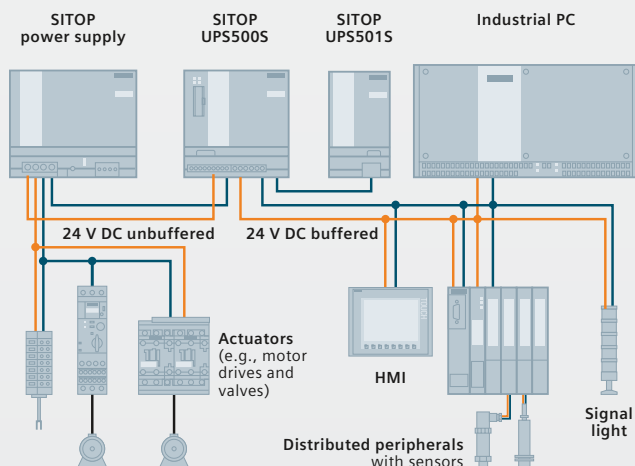 SITOP
power supply
SITOP
UPS500S
SITOP
UPS501S
Industrial PC
24 V DC unbuffered
24 V DC buffered
Actuators
(e.g., motor
drives and
valves)
HMI
Signal
light
Distributed peripherals
with sensors